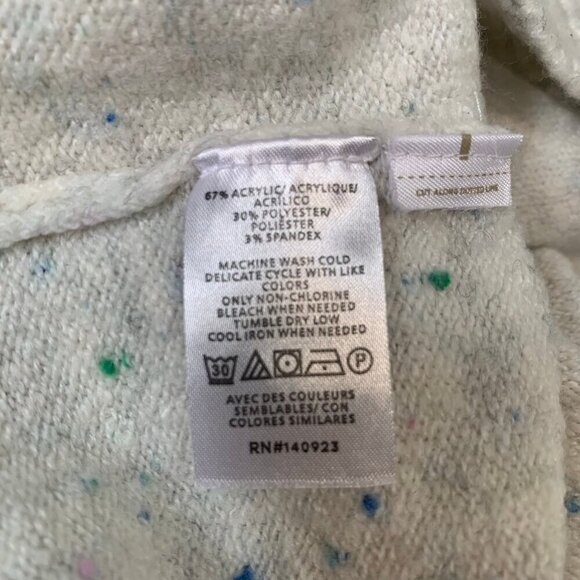 67% ACRYLIC/ ACRYLIQUE/
ACRÍLICO
30% POLYESTER/
POLIÉSTER
3% SPANDEX
MACHINE WASH COLD
DELICATE CYCLE WITH LIKE
COLORS
ONLY NON-CHLORINE
BLEACH WHEN NEEDED
TUMBLE DRY LOW
COOL IRON WHEN NEEDED
30 P
AVEC DES COULEURS
SEMBLABLES/ CON
COLORES SIMILARES
RN#140923
CUT ALONG DOTTED LINE